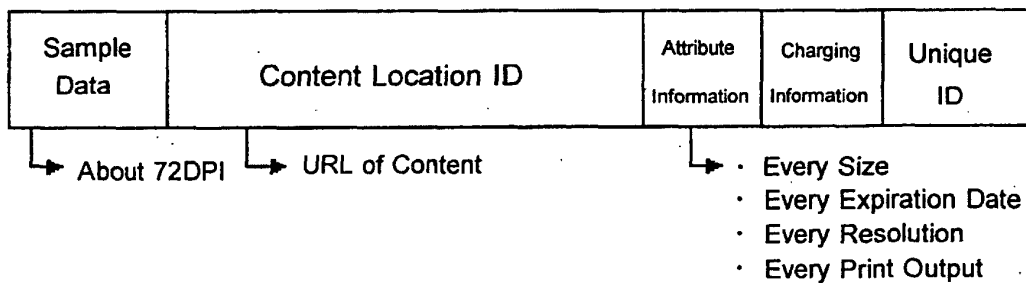 Sample Data
Content Location ID
Attribute Information
Charging Information
Unique ID
About 72DPI
URL of Content
· Every Size
· Every Expiration Date
· Every Resolution
· Every Print Output